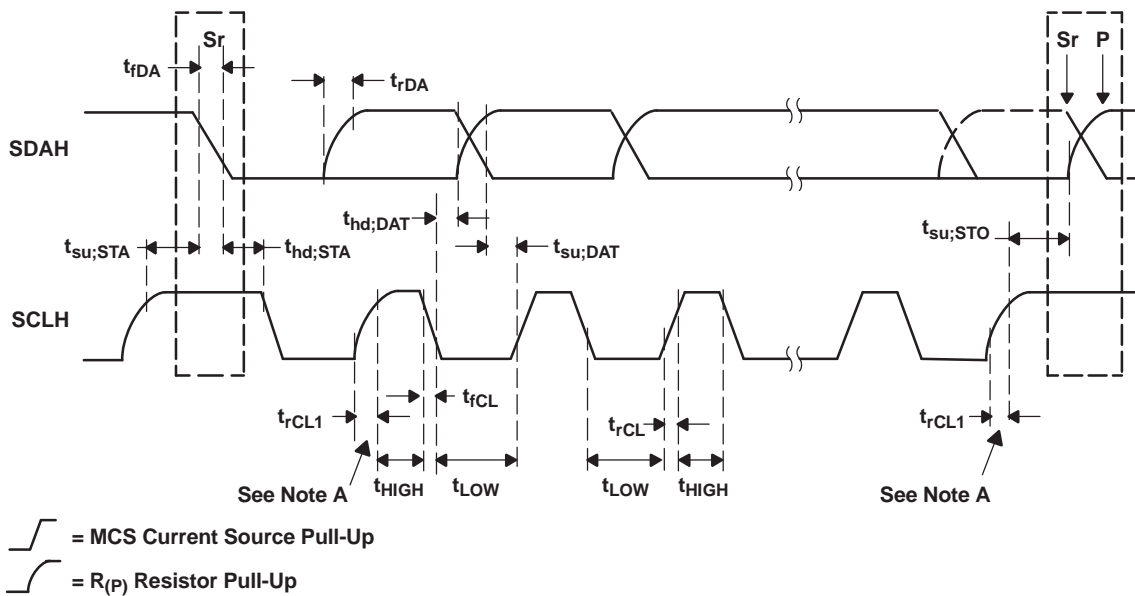 Sr
Sr P
tfDA
trDA
SDAH
thd;DAT
tsu;STA
thd;STA
tsu;DAT
tsu;STO
SCLH
tfCL
trCL1
trCL
trCL1
See Note A
tHIGH
tLOW
tLOW
tHIGH
See Note A
= MCS Current Source Pull-Up
= R(P) Resistor Pull-Up